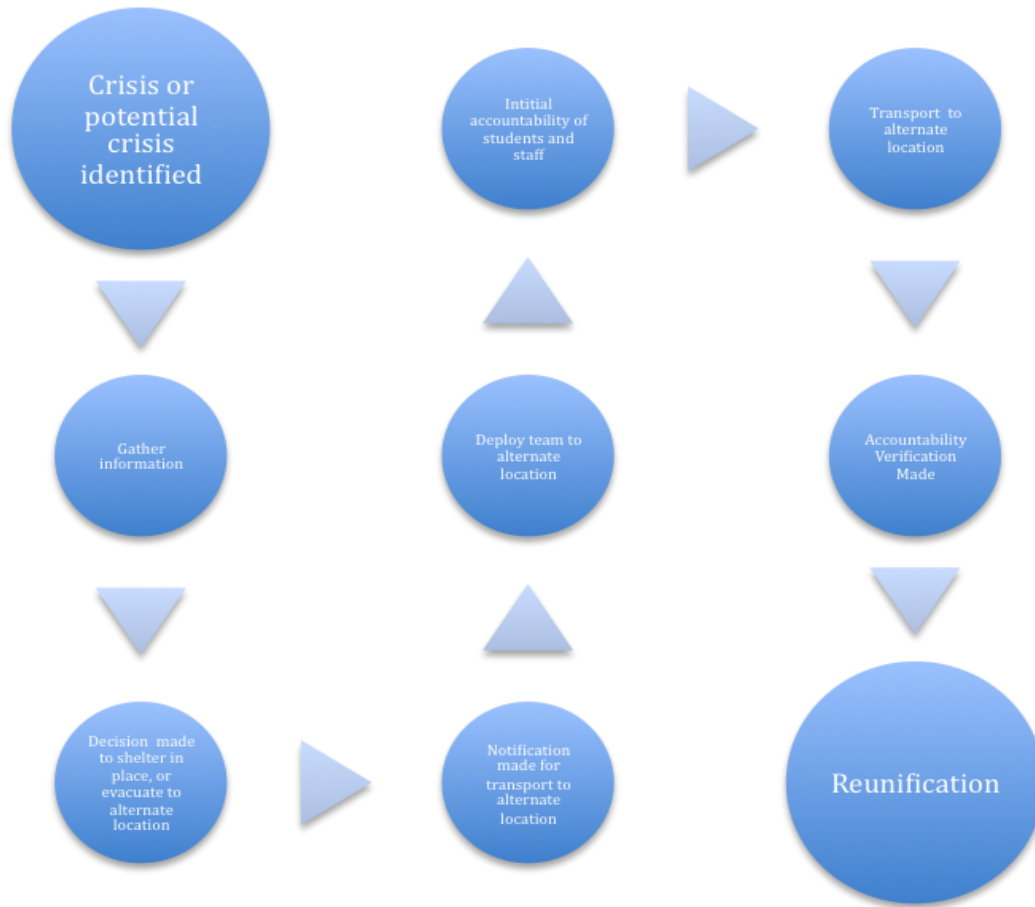 Crisis or
potential
crisis
identified
Gather
information
Decision made
to shelter in
place, or
evacuate to
alternate
location
Notification
made for
transport to
alternate
location
Deploy team to
alternate
location
Intitial
accountability of
students and
staff
Transport to
alternate
location
Accountability
Verification
Made
Reunification